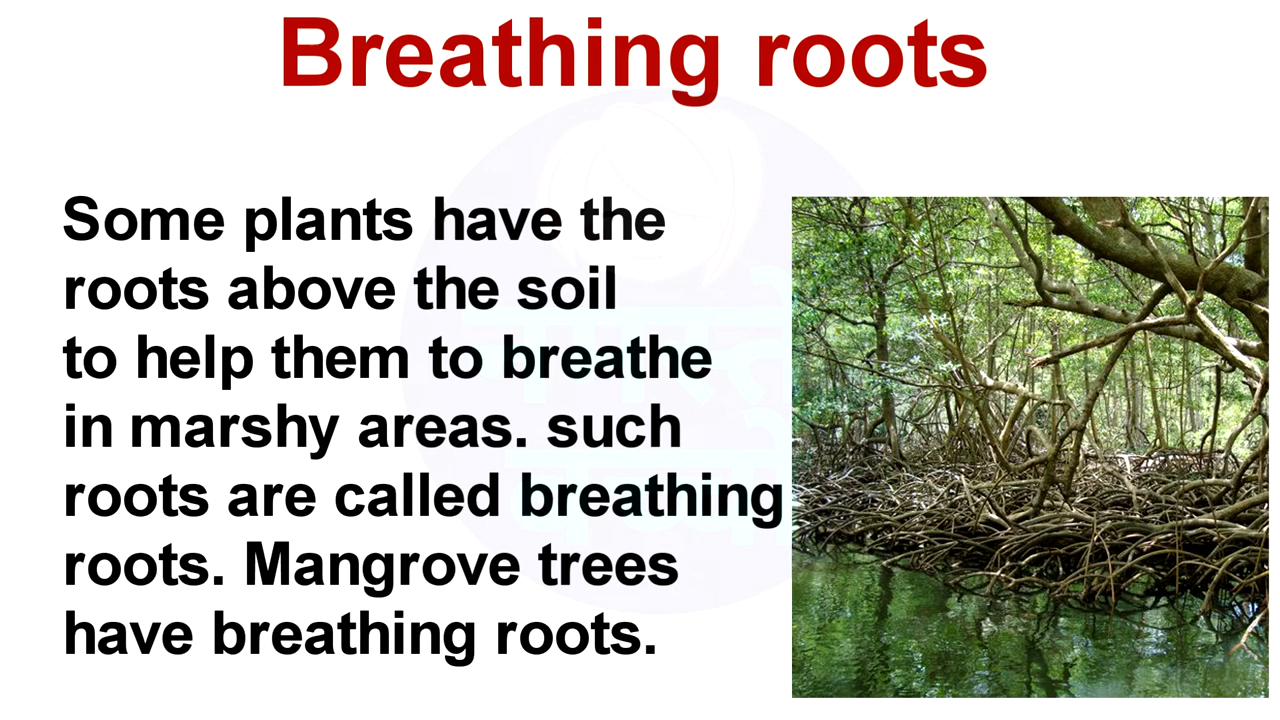 Breathing roots
Some plants have the
roots above the soil
to help them to breathe
in marshy areas. such
roots are called breathing
roots. Mangrove trees
have breathing roots.